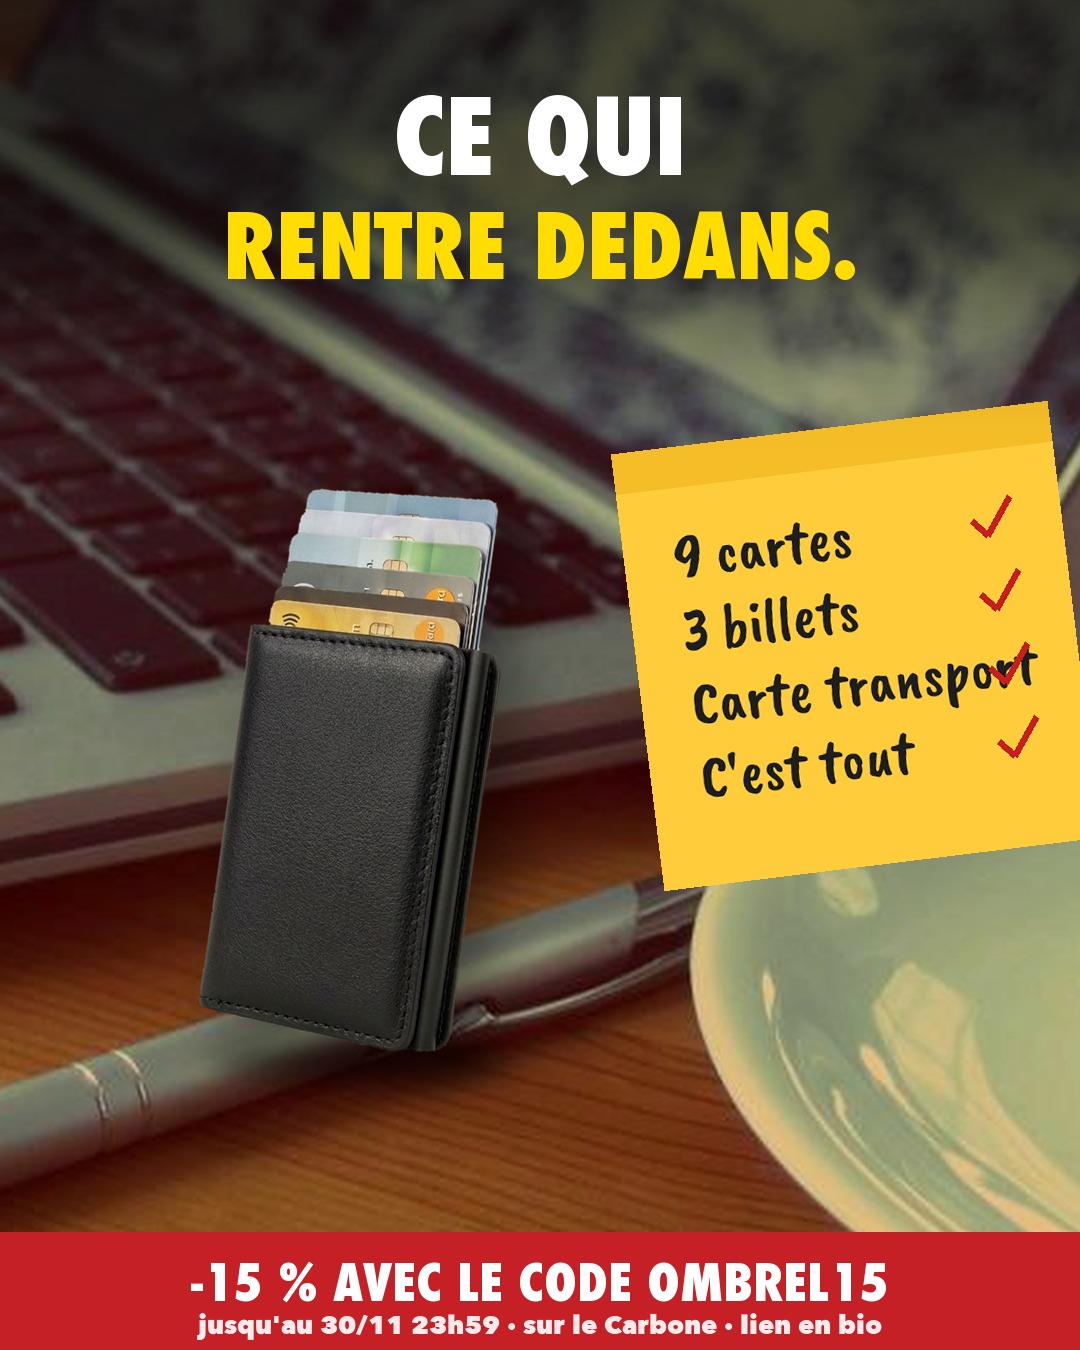 CE QUI
RENTRE DEDANS.
9 cartes
3 billets
Carte transport
C'est tout
-15 % AVEC LE CODE OMBREL15
jusqu'au 30/11 23h59 • sur le Carbone • lien en bio